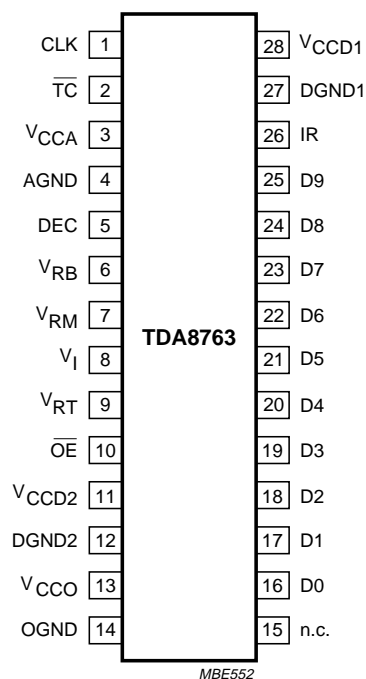 CLK 1 28 VCCD1
TC 2 27 DGND1
VCCA 3 26 IR
AGND 4 25 D9
DEC 5 24 D8
VRB 6 23 D7
VRM 7 22 D6
TDA8763
VI 8 21 D5
VRT 9 20 D4
OE 10 19 D3
VCCD2 11 18 D2
DGND2 12 17 D1
VCCO 13 16 D0
OGND 14 15 n.c.
MBE552